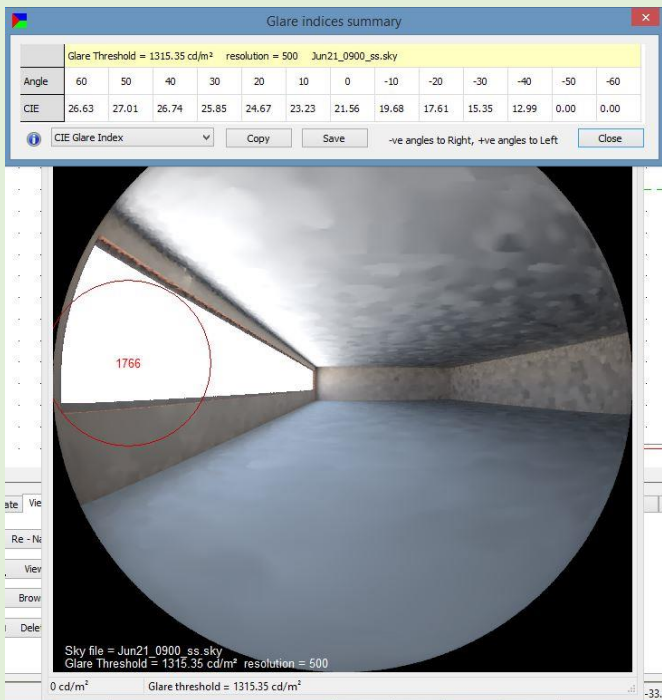 Glare indices summary
Glare Threshold = 1315.35 cd/m² resolution = 500 Jun21_0900_ss.sky
Angle 60 50 40 30 20 10 0 -10 -20 -30 -40 -50 -60
CIE 26.63 27.01 26.74 25.85 24.67 23.23 21.56 19.68 17.61 15.35 12.99 0.00 0.00
CIE Glare Index Copy Save -ve angles to Right, +ve angles to Left Close
1766
ate Vie
Re - Na
View
Brow
Dele
Sky file = Jun21_0900_ss.sky
Glare Threshold = 1315.35 cd/m² resolution = 500
0 cd/m² Glare threshold = 1315.35 cd/m²
-33.